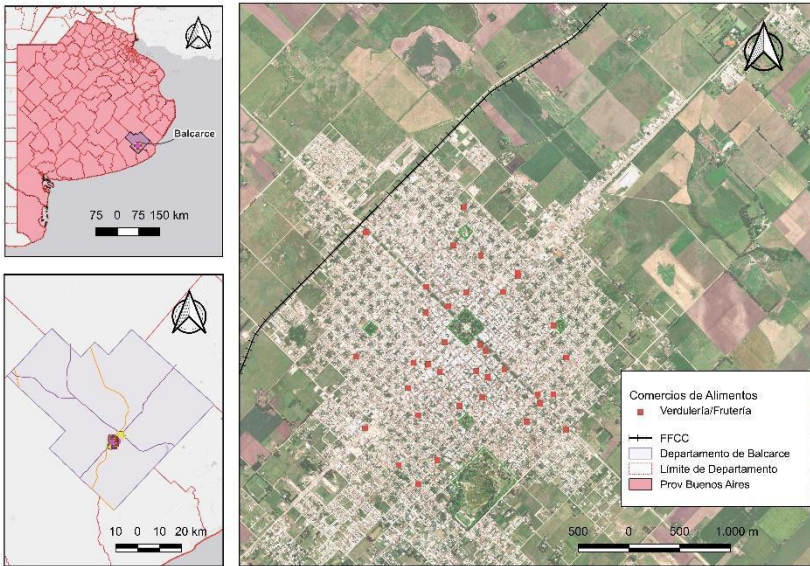 Balcarce
75 0 75 150 km
10 0 10 20 km
Comercios de Alimentos
Verdulería/Frutería
FFCC
Departamento de Balcarce
Límite de Departamento
Prov Buenos Aires
500 0 500 1.000 m